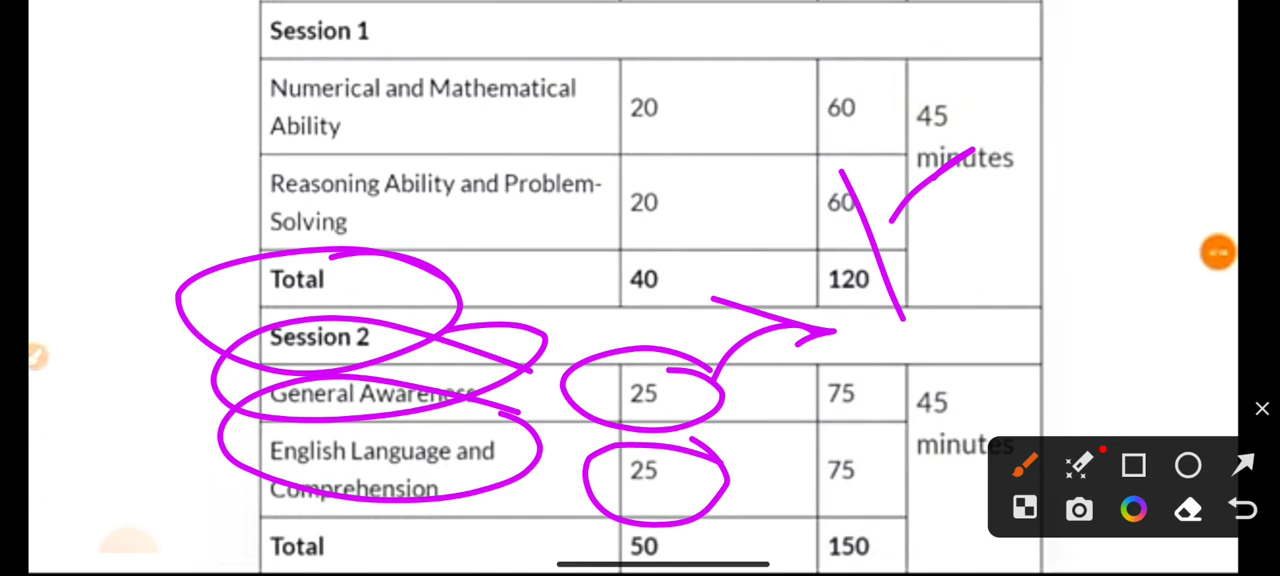 Session 1
Numerical and Mathematical
Ability
20
60
45
minutes
Reasoning Ability and Problem-
Solving
20
60
Total
40
120
Session 2
General Awareness
25
75
45
minutes
English Language and
Comprehension
25
75
Total
50
150